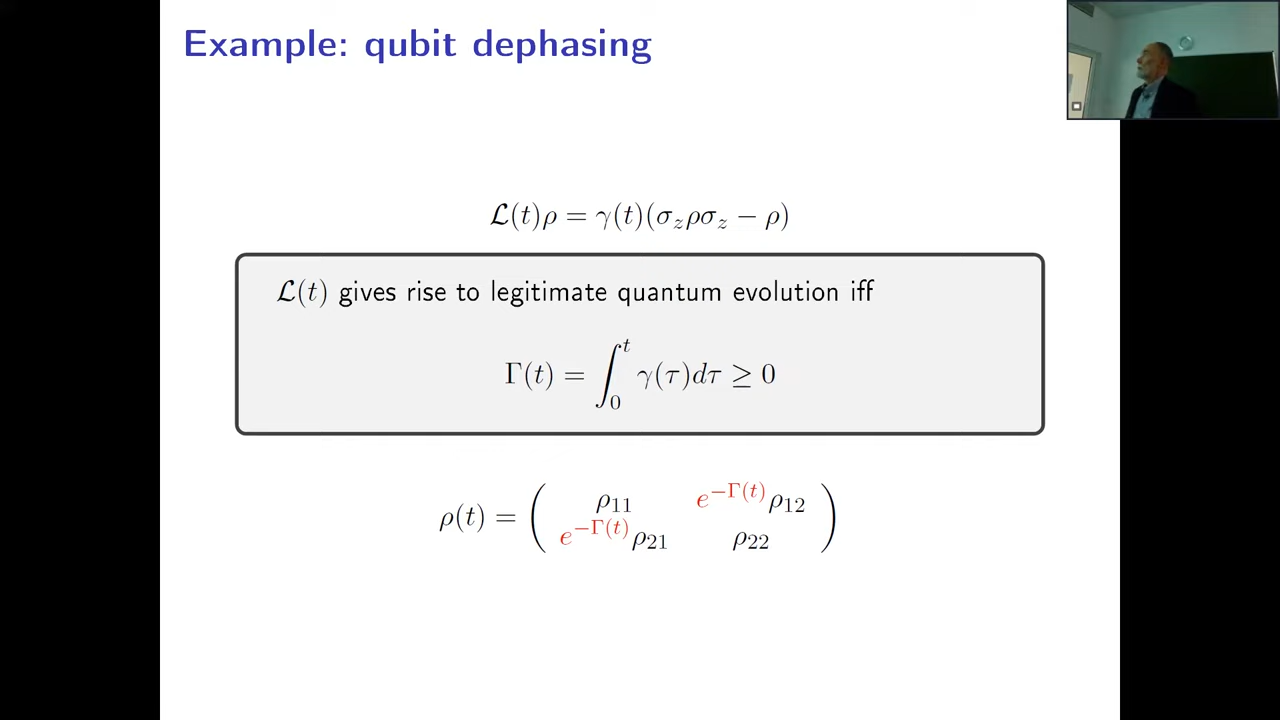 Example: qubit dephasing
ℒ(t)ρ = γ(t)(σ_zρσ_z − ρ)
ℒ(t) gives rise to legitimate quantum evolution iff
Γ(t) = ∫_0^t γ(τ)dτ ≥ 0
ρ(t) = ( ρ_11 e^{−Γ(t)}ρ_12
e^{−Γ(t)}ρ_21 ρ_22 )